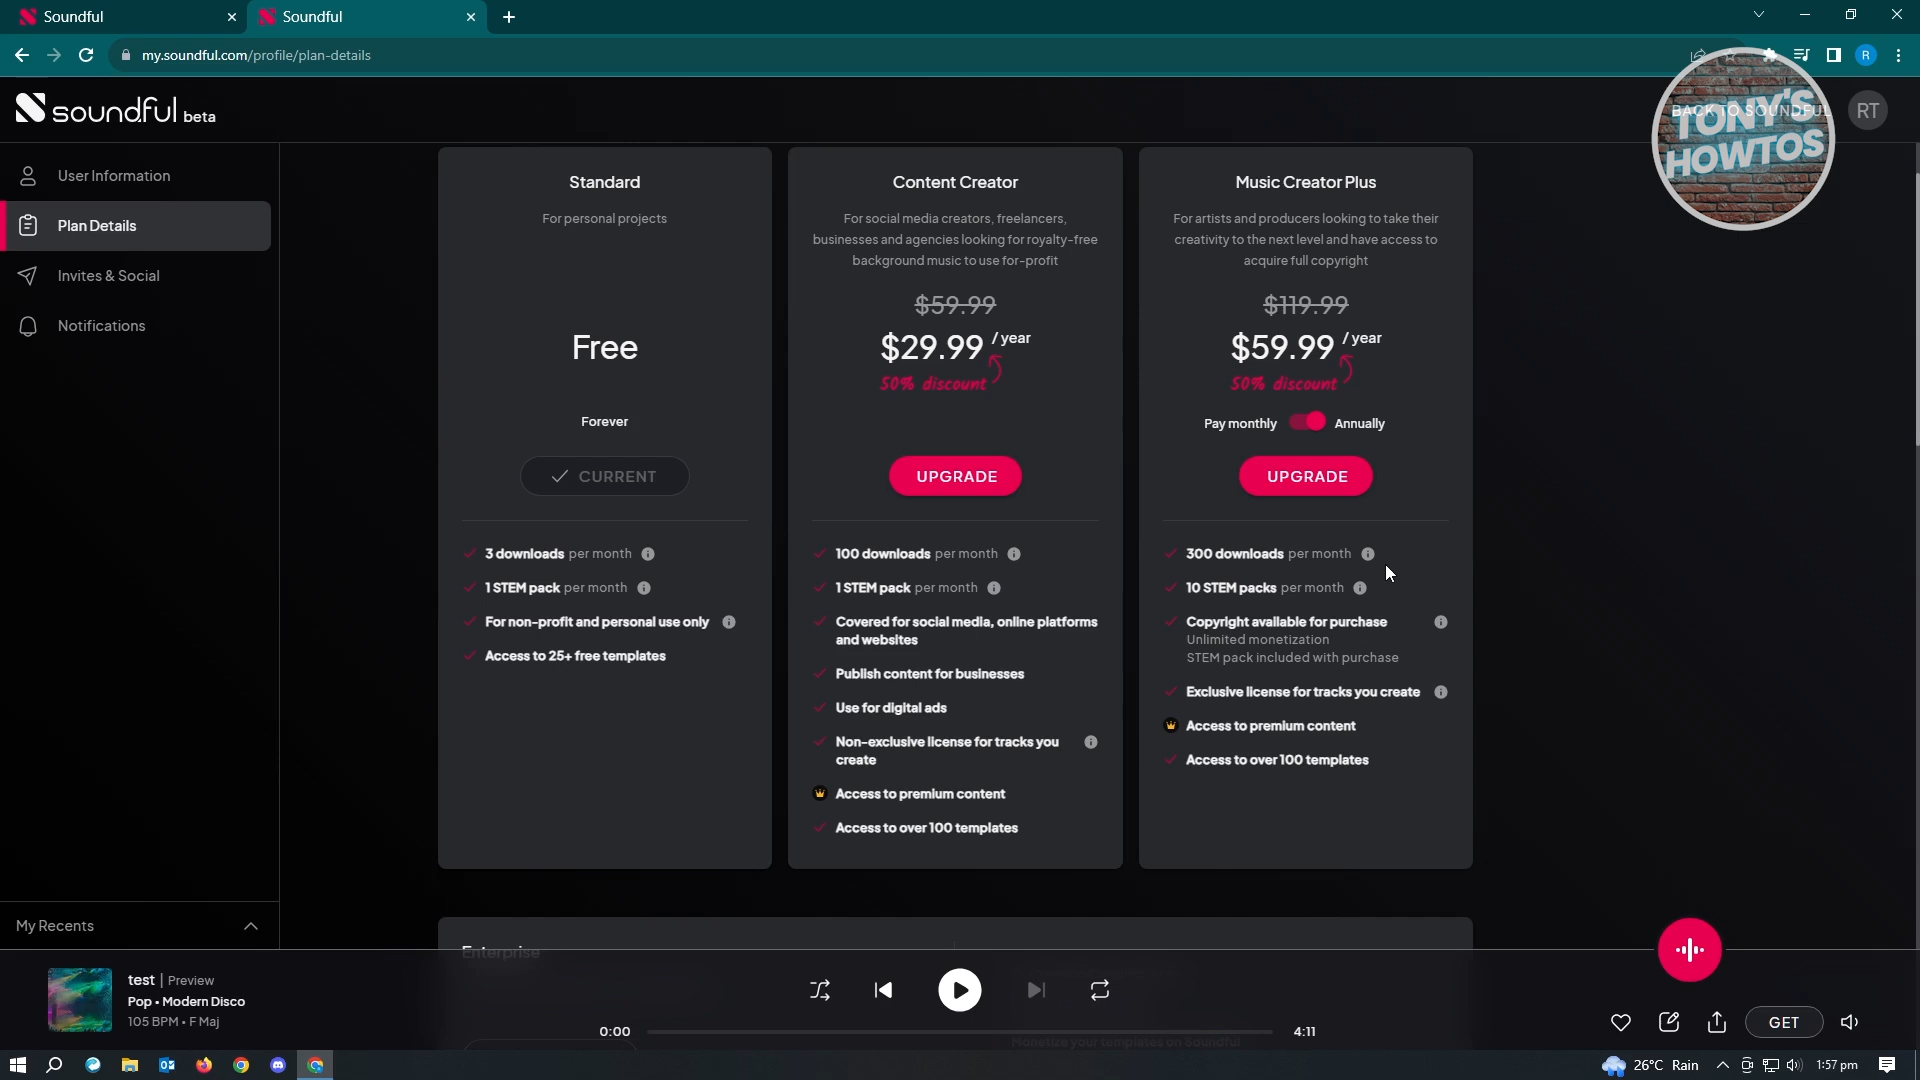 Soundful
Soundful
my.soundful.com/profile/plan-details
R
soundful beta
BACK TO SOUNDFUL
RT
TONY'S
HOWTOS
User Information
Plan Details
Invites & Social
Notifications
Standard
For personal projects
Free
Forever
CURRENT
3 downloads per month
1 STEM pack per month
For non-profit and personal use only
Access to 25+ free templates
Content Creator
For social media creators, freelancers,
businesses and agencies looking for royalty-free
background music to use for-profit
$59.99
$29.99 / year
50% discount
UPGRADE
100 downloads per month
1 STEM pack per month
Covered for social media, online platforms
and websites
Publish content for businesses
Use for digital ads
Non-exclusive license for tracks you
create
Access to premium content
Access to over 100 templates
Music Creator Plus
For artists and producers looking to take their
creativity to the next level and have access to
acquire full copyright
$119.99
$59.99 / year
50% discount
Pay monthly Annually
UPGRADE
300 downloads per month
10 STEM packs per month
Copyright available for purchase
Unlimited monetization
STEM pack included with purchase
Exclusive license for tracks you create
Access to premium content
Access to over 100 templates
My Recents
Enterprise
test | Preview
Pop • Modern Disco
105 BPM • F Maj
0:00
4:11
Monetize your templates on Soundful
GET
26°C Rain
1:57 pm